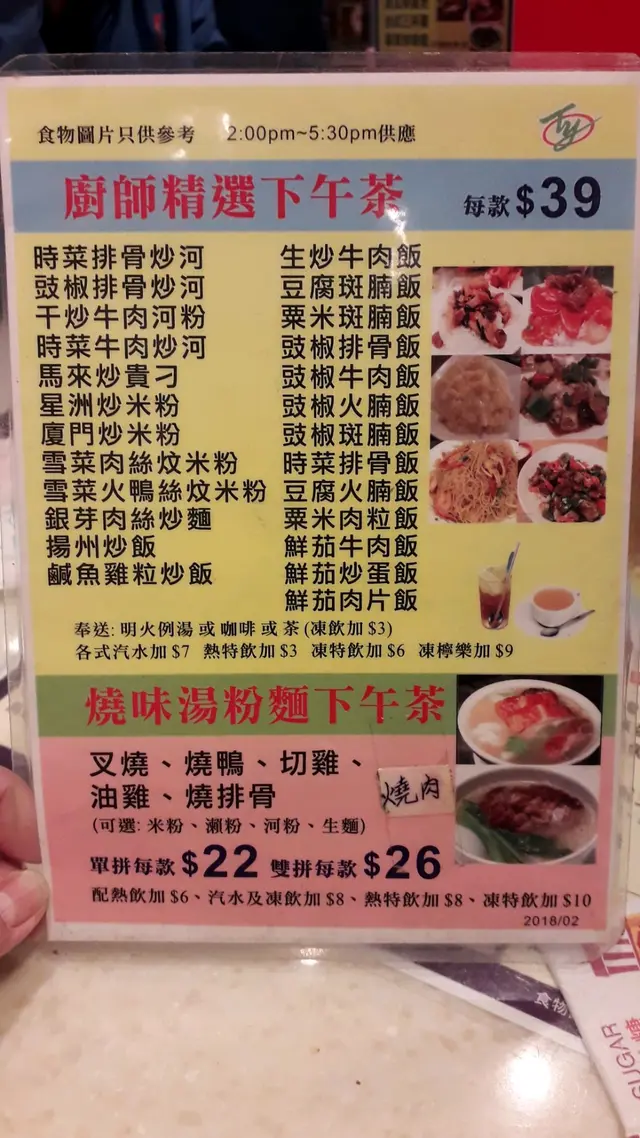 食物圖片只供參考 2:00pm~5:30pm供應
Ty
廚師精選下午茶 每款$39
時菜排骨炒河
豉椒排骨炒河
干炒牛肉河粉
時菜牛肉炒河
馬來炒貴刁
星洲炒米粉
廈門炒米粉
雪菜肉絲炆米粉
雪菜火鴨絲炆米粉
銀芽肉絲炒麵
揚州炒飯
鹹魚雞粒炒飯
生炒牛肉飯
豆腐斑腩飯
粟米斑腩飯
豉椒排骨飯
豉椒牛肉飯
豉椒火腩飯
豉椒斑腩飯
時菜排骨飯
豆腐火腩飯
粟米肉粒飯
鮮茄牛肉飯
鮮茄炒蛋飯
鮮茄肉片飯
奉送: 明火例湯 或 咖啡 或 茶 (凍飲加 $3)
各式汽水加 $7 熱特飲加 $3 凍特飲加 $6 凍檸樂加 $9
燒味湯粉麵下午茶
叉燒、燒鴨、切雞、
油雞、燒排骨 燒肉
(可選: 米粉、瀨粉、河粉、生麵)
單拼每款 $22 雙拼每款 $26
配熱飲加 $6、汽水及凍飲加 $8、熱特飲加 $8、凍特飲加 $10
2018/02
食物
SUGAR
糖